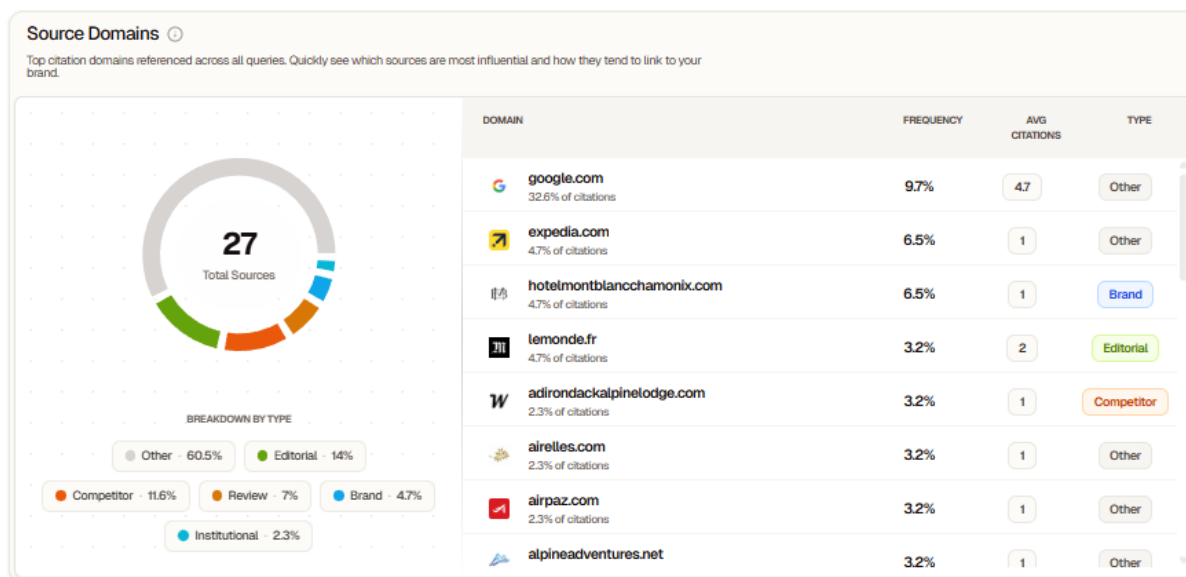 Source Domains
Top citation domains referenced across all queries. Quickly see which sources are most influential and how they tend to link to your
brand.
27
Total Sources
BREAKDOWN BY TYPE
Other · 60.5%
Editorial · 14%
Competitor · 11.6%
Review · 7%
Brand · 4.7%
Institutional · 2.3%
DOMAIN FREQUENCY AVG CITATIONS TYPE
google.com 9.7% 4.7 Other
32.6% of citations
expedia.com 6.5% 1 Other
4.7% of citations
hotelmontblancchamonix.com 6.5% 1 Brand
4.7% of citations
lemonde.fr 3.2% 2 Editorial
4.7% of citations
adirondackalpinelodge.com 3.2% 1 Competitor
2.3% of citations
airelles.com 3.2% 1 Other
2.3% of citations
airpaz.com 3.2% 1 Other
2.3% of citations
alpineadventures.net 3.2% 1 Other